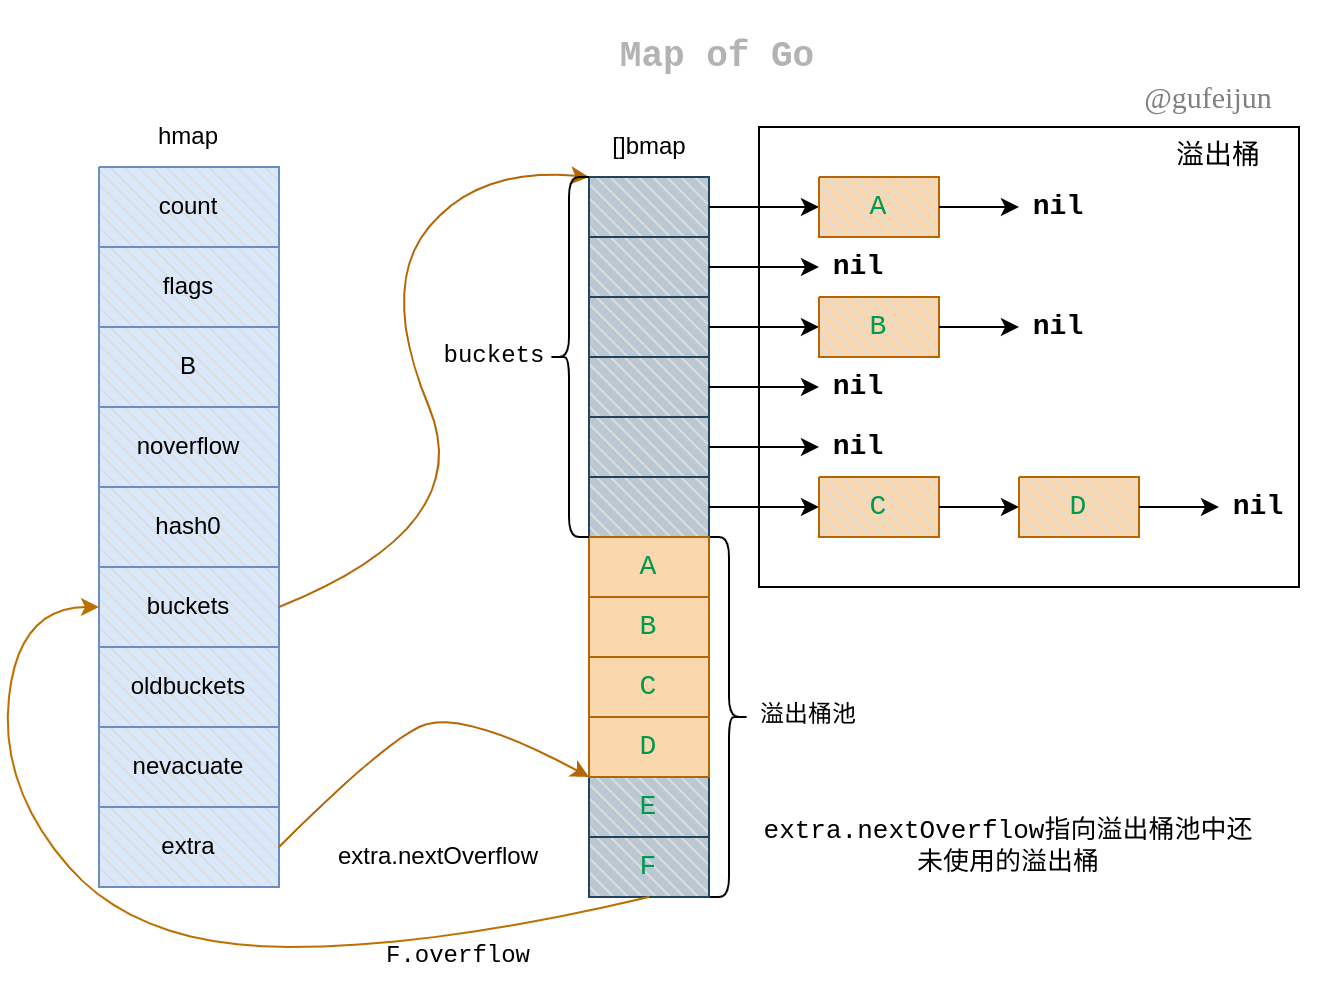 Map of Go
@gufeijun
hmap
count
flags
B
noverflow
hash0
buckets
oldbuckets
nevacuate
extra
[]bmap
buckets
溢出桶
A
nil
nil
B
nil
nil
nil
C
D
nil
A
B
C
D
E
F
溢出桶池
extra.nextOverflow
extra.nextOverflow指向溢出桶池中还
未使用的溢出桶
F.overflow